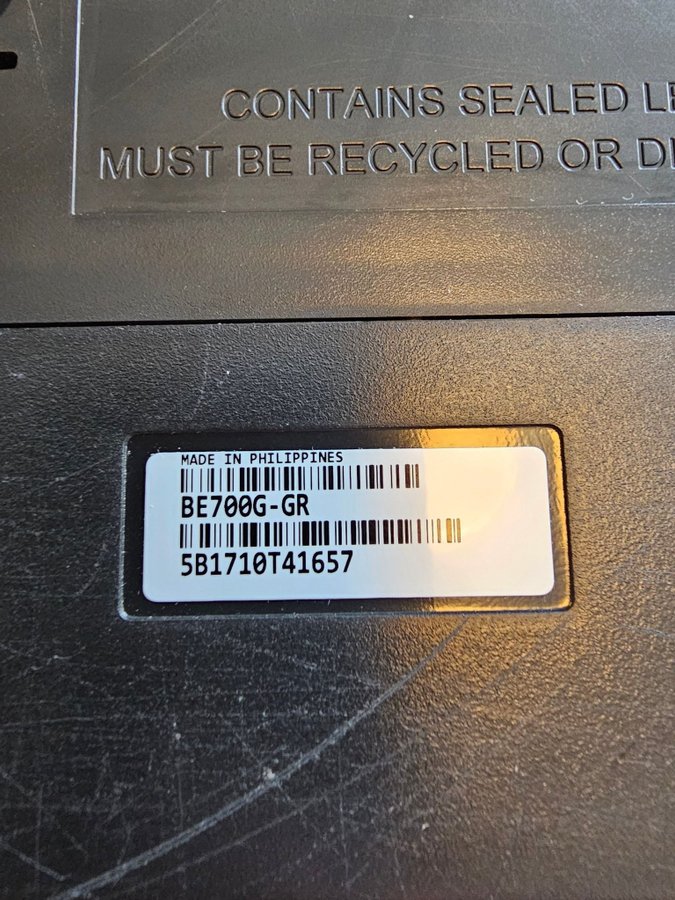 CONTAINS SEALED
MUST BE RECYCLED OR
MADE IN PHILIPPINES
BE700G-GR
5B1710T41657